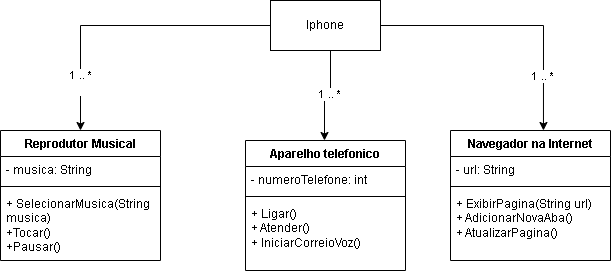 Iphone
1 .. *
1 .. *
1 .. *
Reprodutor Musical
- musica: String
+ SelecionarMusica(String
musica)
+Tocar()
+Pausar()
Aparelho telefonico
- numeroTelefone: int
+ Ligar()
+ Atender()
+ IniciarCorreioVoz()
Navegador na Internet
- url: String
+ ExibirPagina(String url)
+ AdicionarNovaAba()
+ AtualizarPagina()